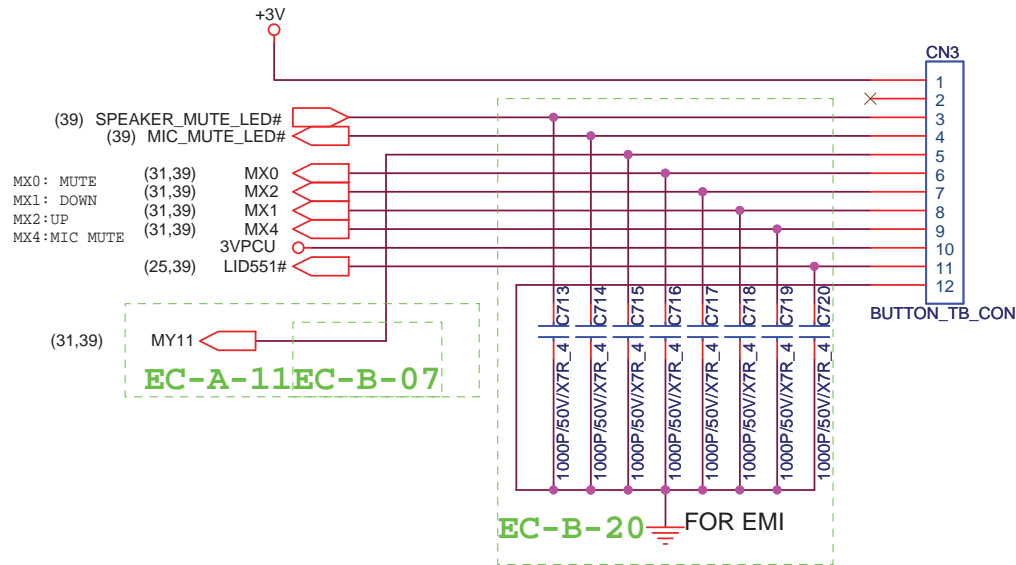 +3V
CN3
1
2
(39) SPEAKER_MUTE_LED# 3
(39) MIC_MUTE_LED# 4
5
MX0: MUTE (31,39) MX0 6
MX1: DOWN (31,39) MX2 7
MX2:UP (31,39) MX1 8
MX4:MIC MUTE (31,39) MX4 9
3VPCU 10
(25,39) LID551# 11
12
BUTTON_TB_CON
C713 C714 C715 C716 C717 C718 C719 C720
(31,39) MY11
1000P/50V/X7R_4 1000P/50V/X7R_4 1000P/50V/X7R_4 1000P/50V/X7R_4 1000P/50V/X7R_4 1000P/50V/X7R_4 1000P/50V/X7R_4 1000P/50V/X7R_4
EC-A-11 EC-B-07
EC-B-20 FOR EMI